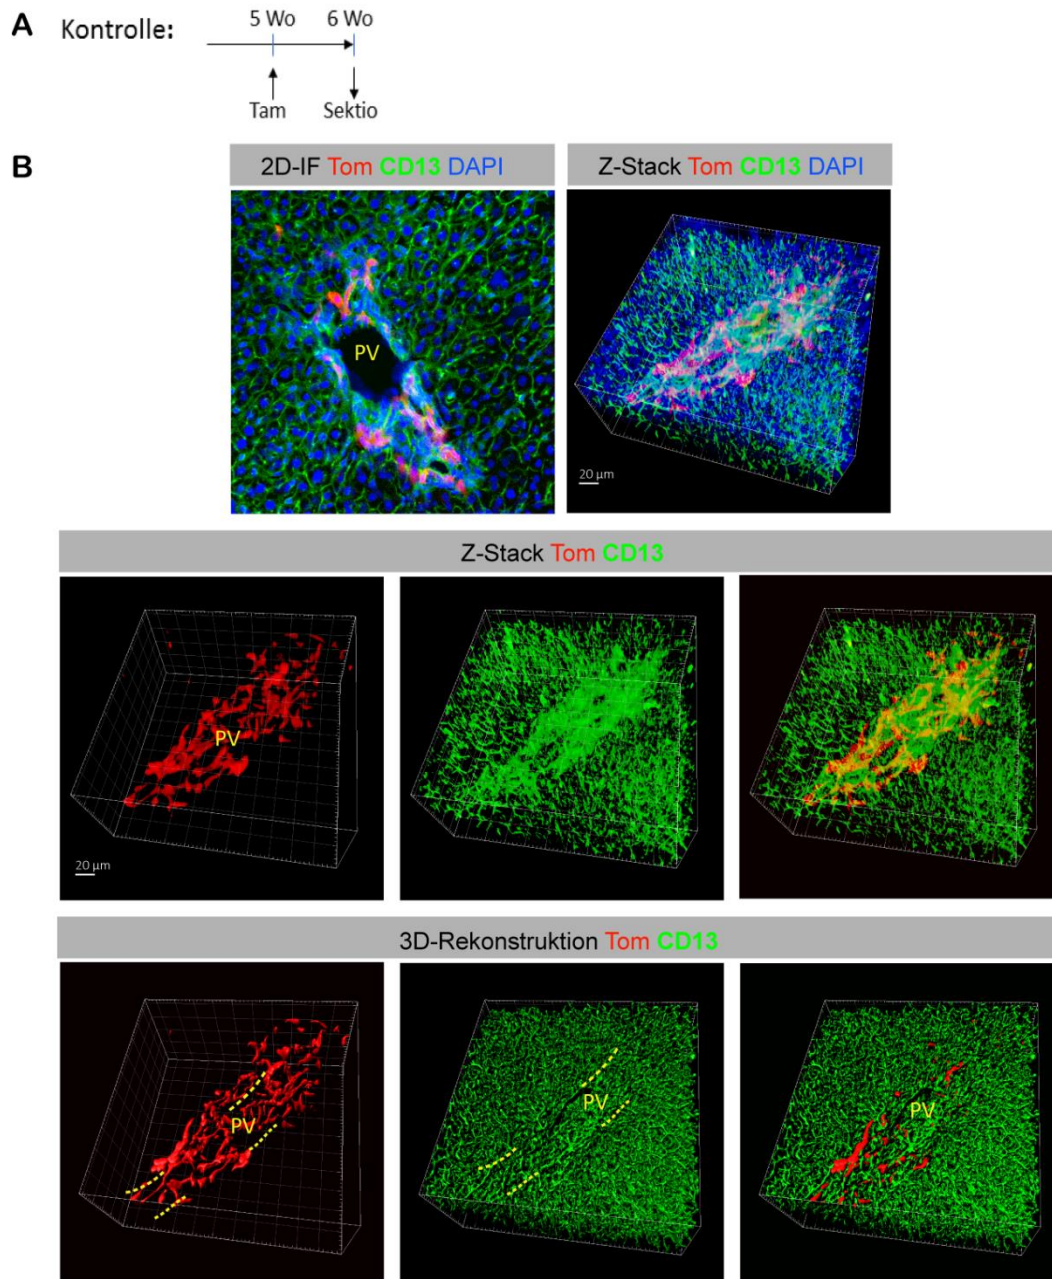 A
Kontrolle:
5 Wo 6 Wo
Tam Sektio
B
2D-IF Tom CD13 DAPI
Z-Stack Tom CD13 DAPI
PV
20 µm
Z-Stack Tom CD13
PV
20 µm
3D-Rekonstruktion Tom CD13
PV
PV
PV